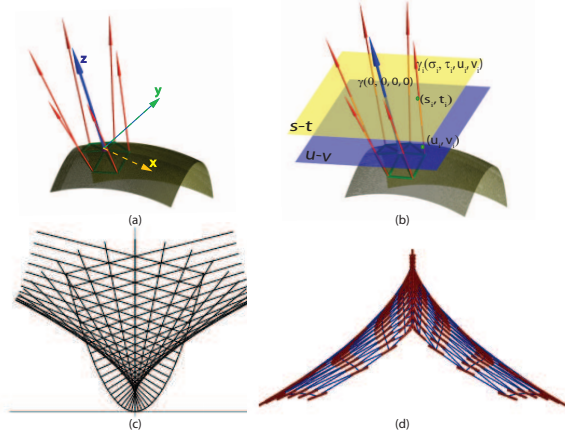 z
y
x
(a)
γᵢ(σᵢ, τᵢ, uᵢ, vᵢ)
γ(0, 0, 0, 0)
(sᵢ, tᵢ)
s-t
(uᵢ, vᵢ)
u-v
(b)
(c)
(d)